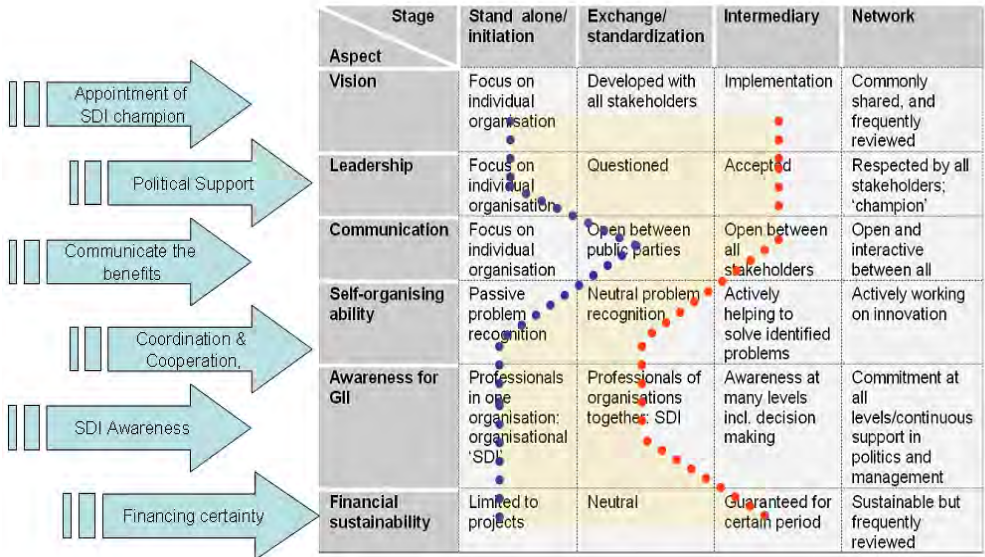 Appointment of
SDI champion
Political Support
Communicate the
benefits
Coordination &
Cooperation,
SDI Awareness
Financing certainty
Stage
Aspect
Stand alone/
initiation
Exchange/
standardization
Intermediary
Network
Vision
Focus on
individual
organisation
Developed with
all stakeholders
Implementation
Commonly
shared, and
frequently
reviewed
Leadership
Focus on
individual
organisation
Questioned
Accepted
Respected by all
stakeholders;
‘champion’
Communication
Focus on
individual
organisation
Open between
public parties
Open between
all
stakeholders
Open and
interactive
between all
Self-organising
ability
Passive
problem
recognition
Neutral problem
recognition
Actively
helping to
solve identified
problems
Actively working
on innovation
Awareness for
GII
Professionals
in one
organisation:
organisational
‘SDI’
Professionals of
organisations
together: SDI
Awareness at
many levels
incl. decision
making
Commitment at
all
levels/continuous
support in
politics and
management
Financial
sustainability
Limited to
projects
Neutral
Guaranteed for
certain period
Sustainable but
frequently
reviewed